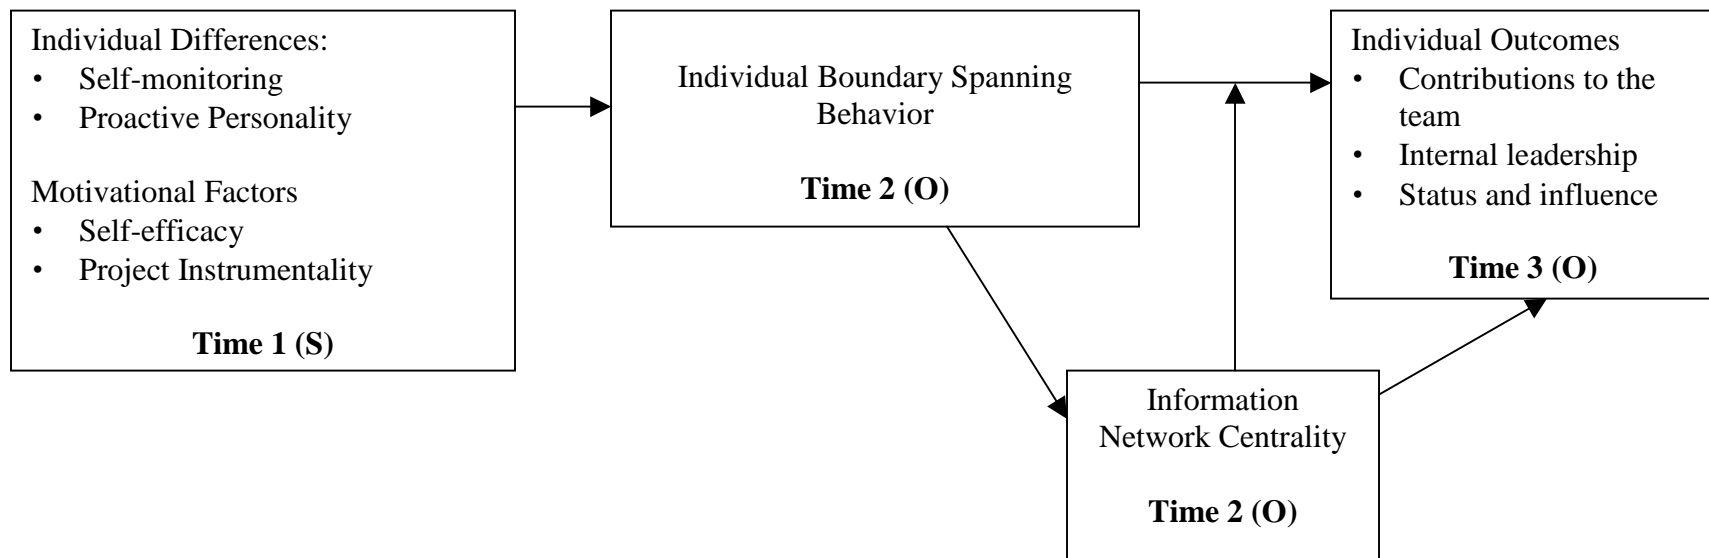 Individual Differences:
• Self-monitoring
• Proactive Personality
Motivational Factors
• Self-efficacy
• Project Instrumentality
Time 1 (S)
Individual Boundary Spanning
Behavior
Time 2 (O)
Individual Outcomes
• Contributions to the
team
• Internal leadership
• Status and influence
Time 3 (O)
Information
Network Centrality
Time 2 (O)